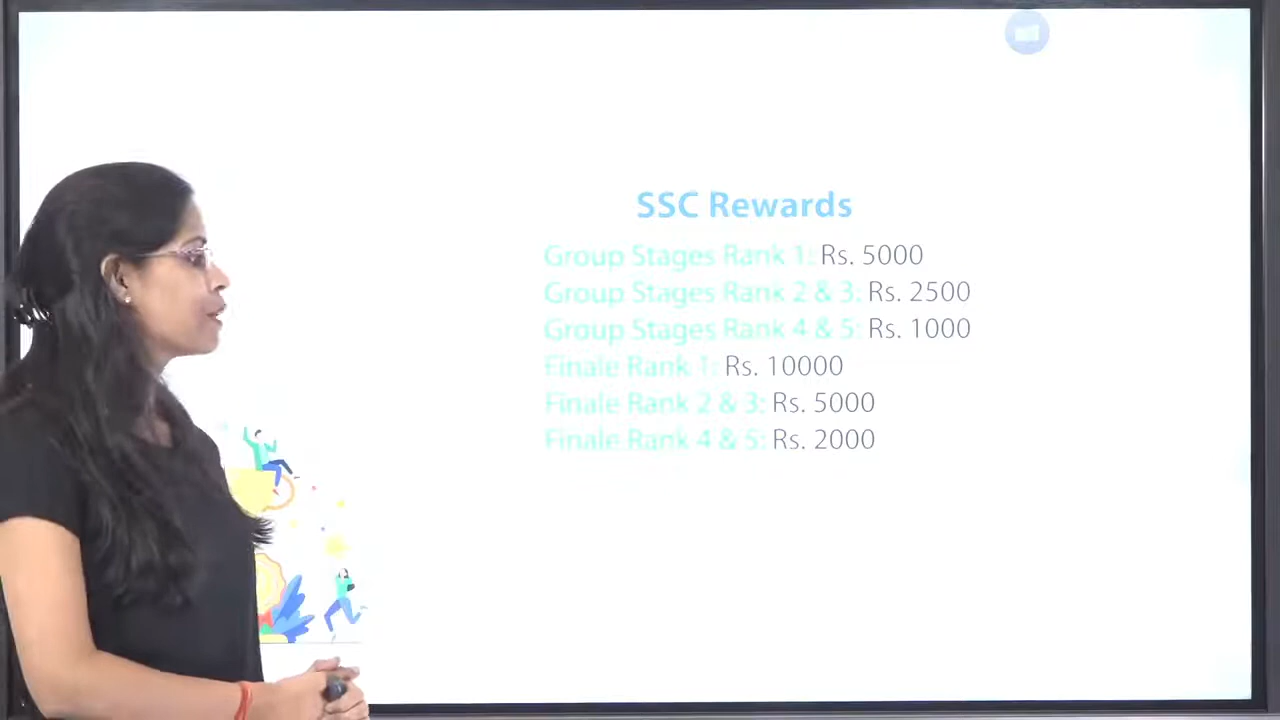 SSC Rewards
Group Stages Rank 1: Rs. 5000
Group Stages Rank 2 & 3: Rs. 2500
Group Stages Rank 4 & 5: Rs. 1000
Finale Rank 1: Rs. 10000
Finale Rank 2 & 3: Rs. 5000
Finale Rank 4 & 5: Rs. 2000